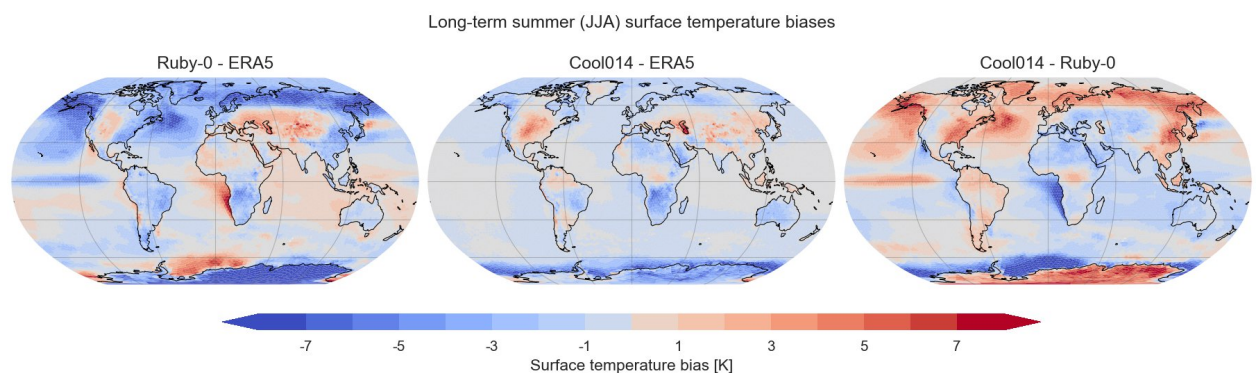 Long-term summer (JJA) surface temperature biases
Ruby-0 - ERA5
Cool014 - ERA5
Cool014 - Ruby-0
-7 -5 -3 -1 1 3 5 7
Surface temperature bias [K]